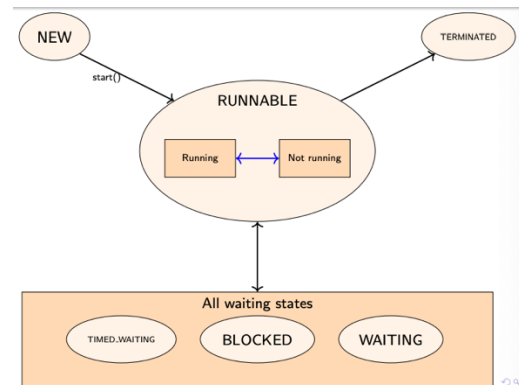 NEW
TERMINATED
start()
RUNNABLE
Running
Not running
All waiting states
TIMED_WAITING
BLOCKED
WAITING